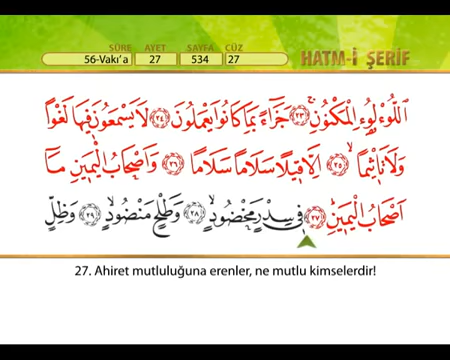 SÛRE AYET SAYFA CÜZ
56-Vakı'a 27 534 27 HATM-İ ŞERİF
اَللُّؤْلُؤِ الْمَكْنُونِۚ ﴿٢٣﴾ جَزَٓاءً بِمَا كَانُوا يَعْمَلُونَ ﴿٢٤﴾ لَا يَسْمَعُونَ فِيهَا لَغْوًا
وَلَا تَأْث۪يمًاۙ ﴿٢٥﴾ اِلَّا ق۪يلًا سَلَامًا سَلَامًا ﴿٢٦﴾ وَاَصْحَابُ الْيَم۪ينِ مَٓا
اَصْحَابُ الْيَم۪ينِۜ ﴿٢٧﴾ ف۪ي سِدْرٍ مَخْضُودٍۙ ﴿٢٨﴾ وَطَلْحٍ مَنْضُودٍۙ ﴿٢٩﴾ وَظِلٍّ
27. Ahiret mutluluğuna erenler, ne mutlu kimselerdir!